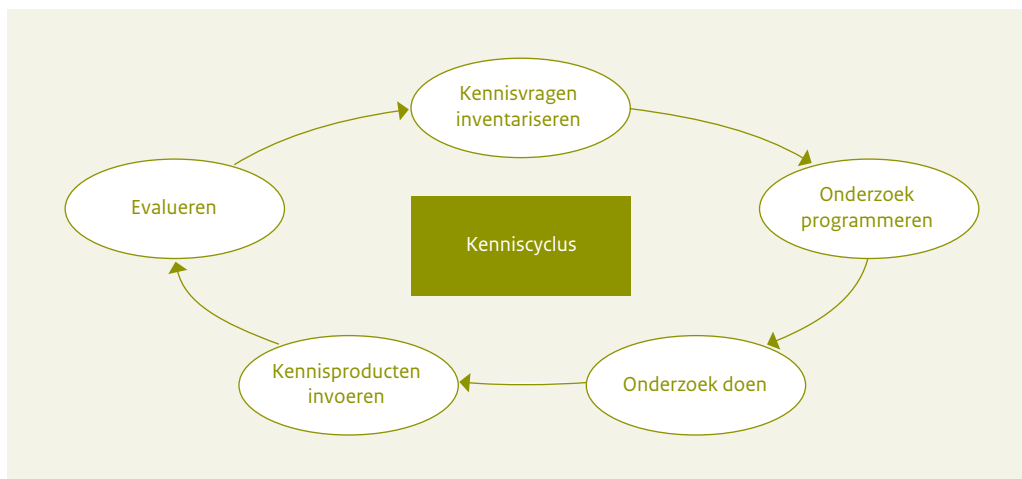 Kennisvragen
inventariseren
Onderzoek
programmeren
Evalueren
Kenniscyclus
Kennisproducten
invoeren
Onderzoek doen